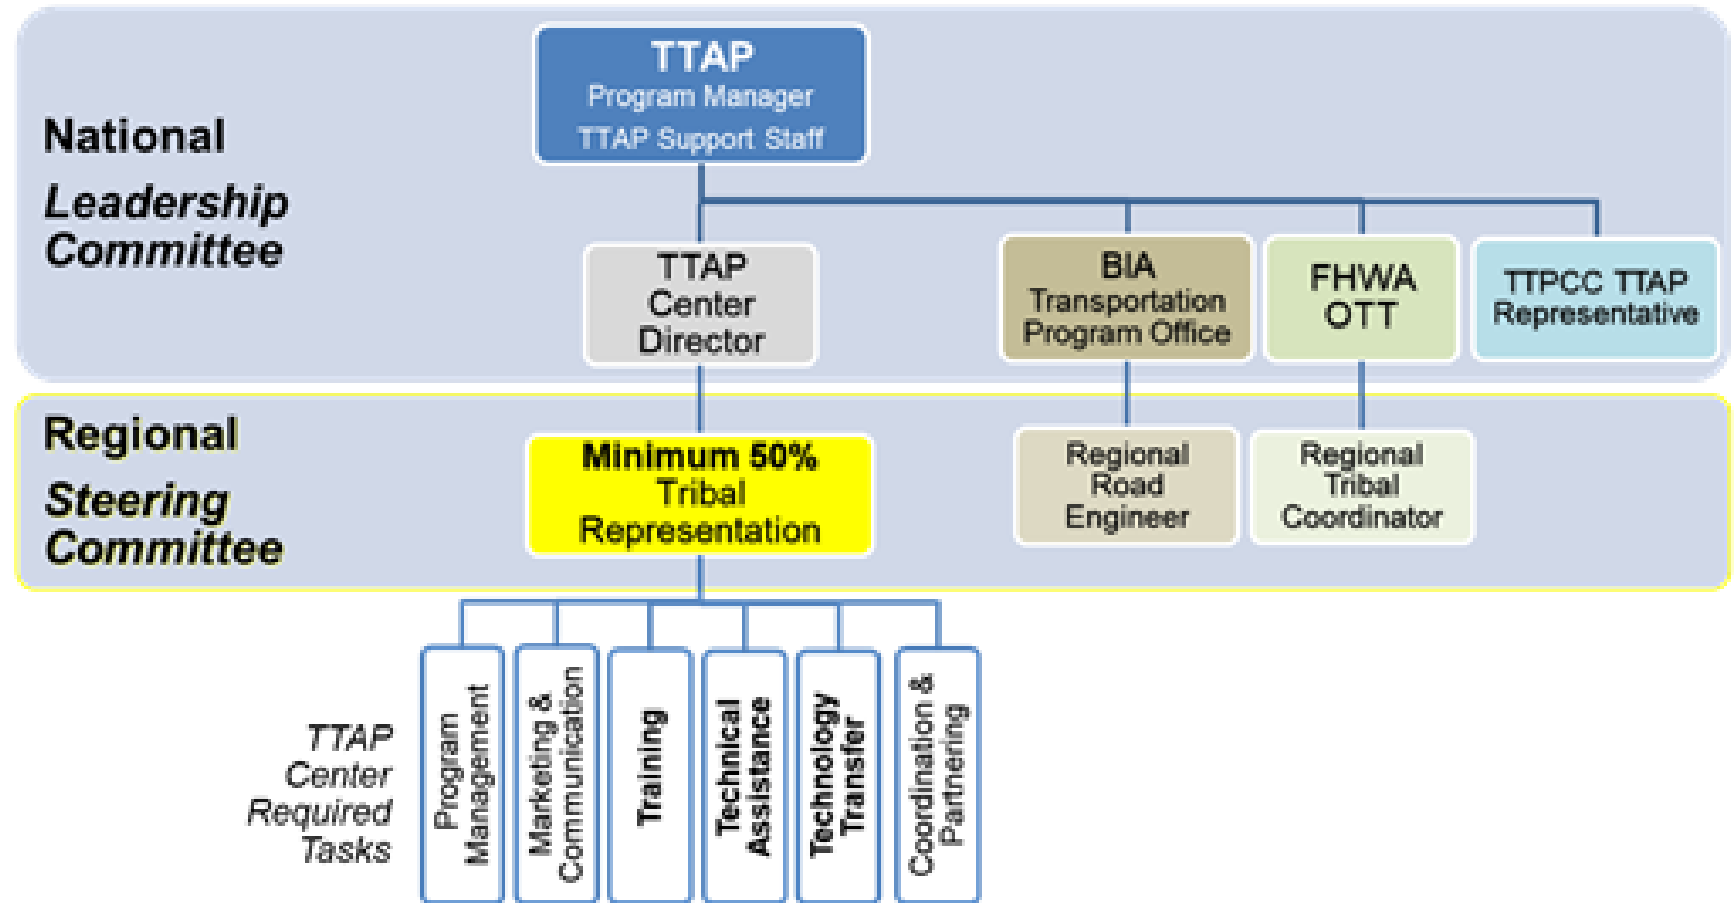 TTAP
Program Manager
TTAP Support Staff
National
Leadership
Committee
TTAP
Center
Director
BIA
Transportation
Program Office
FHWA
OTT
TTPCC TTAP
Representative
Regional
Steering
Committee
Minimum 50%
Tribal
Representation
Regional
Road
Engineer
Regional
Tribal
Coordinator
TTAP
Center
Required
Tasks
Program
Management
Marketing &
Communication
Training
Technical
Assistance
Technology
Transfer
Coordination &
Partnering